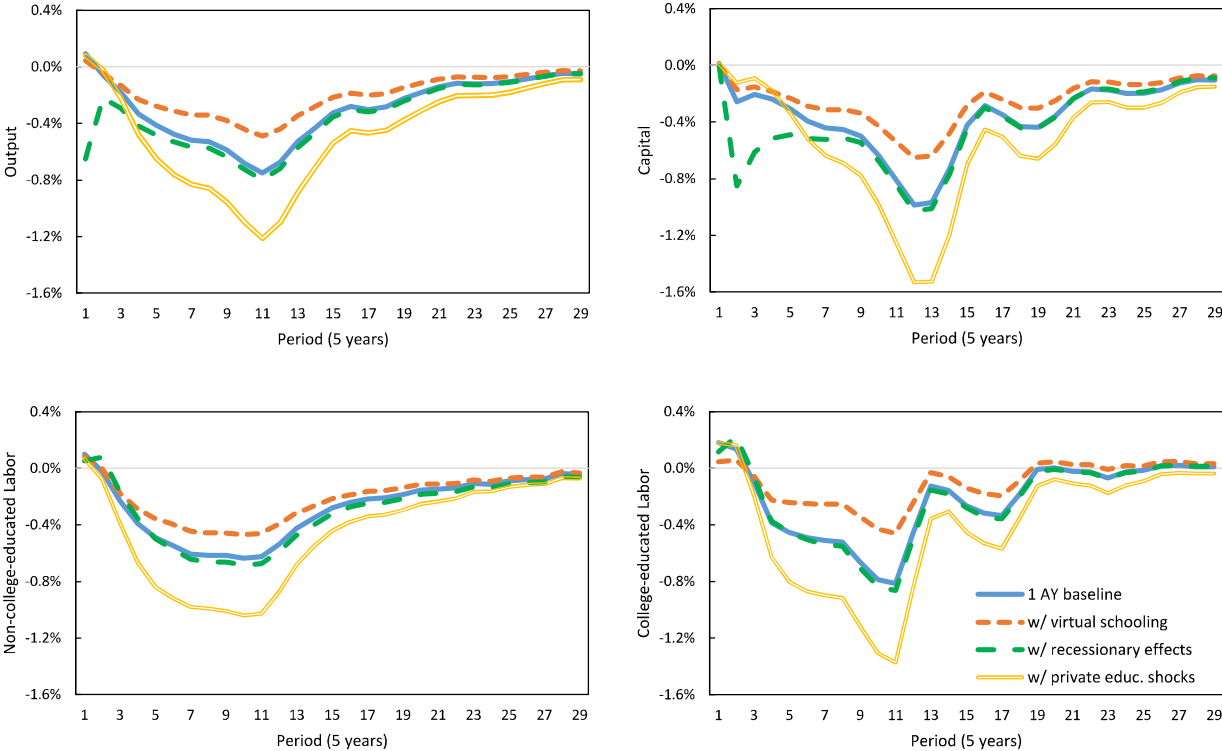 0.4%
0.0%
-0.4%
-0.8%
-1.2%
-1.6%
Output
1 3 5 7 9 11 13 15 17 19 21 23 25 27 29
Period (5 years)
0.4%
0.0%
-0.4%
-0.8%
-1.2%
-1.6%
Capital
1 3 5 7 9 11 13 15 17 19 21 23 25 27 29
Period (5 years)
0.4%
0.0%
-0.4%
-0.8%
-1.2%
-1.6%
Non-college-educated Labor
1 3 5 7 9 11 13 15 17 19 21 23 25 27 29
Period (5 years)
0.4%
0.0%
-0.4%
-0.8%
-1.2%
-1.6%
College-educated Labor
1 AY baseline
w/ virtual schooling
w/ recessionary effects
w/ private educ. shocks
1 3 5 7 9 11 13 15 17 19 21 23 25 27 29
Period (5 years)